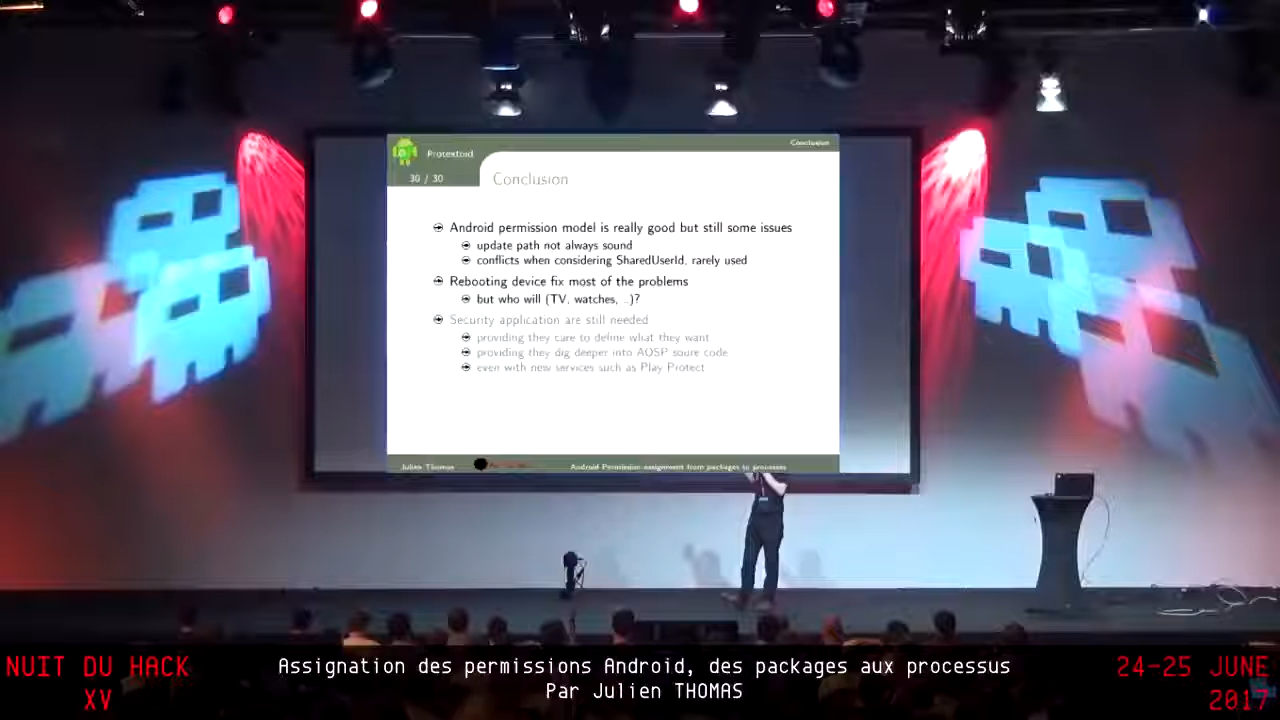 Conclusion
Protextoid
30 / 30
Conclusion
Android permission model is really good but still some issues
update path not always sound
conflicts when considering SharedUserId, rarely used
Rebooting device fix most of the problems
but who will (TV, watches, ..)?
Security application are still needed
providing they cure to define what they want
providing they dig deeper into AOSP soure code
even with new services such as Play Protect
Julien Thomas
Android Permission assignment from packages to processes
NUIT DU HACK
XV
Assignation des permissions Android, des packages aux processus
Par Julien THOMAS
24-25 JUNE
2017